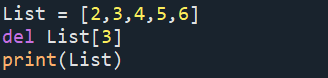 List = [2,3,4,5,6]
del List[3]
print(List)